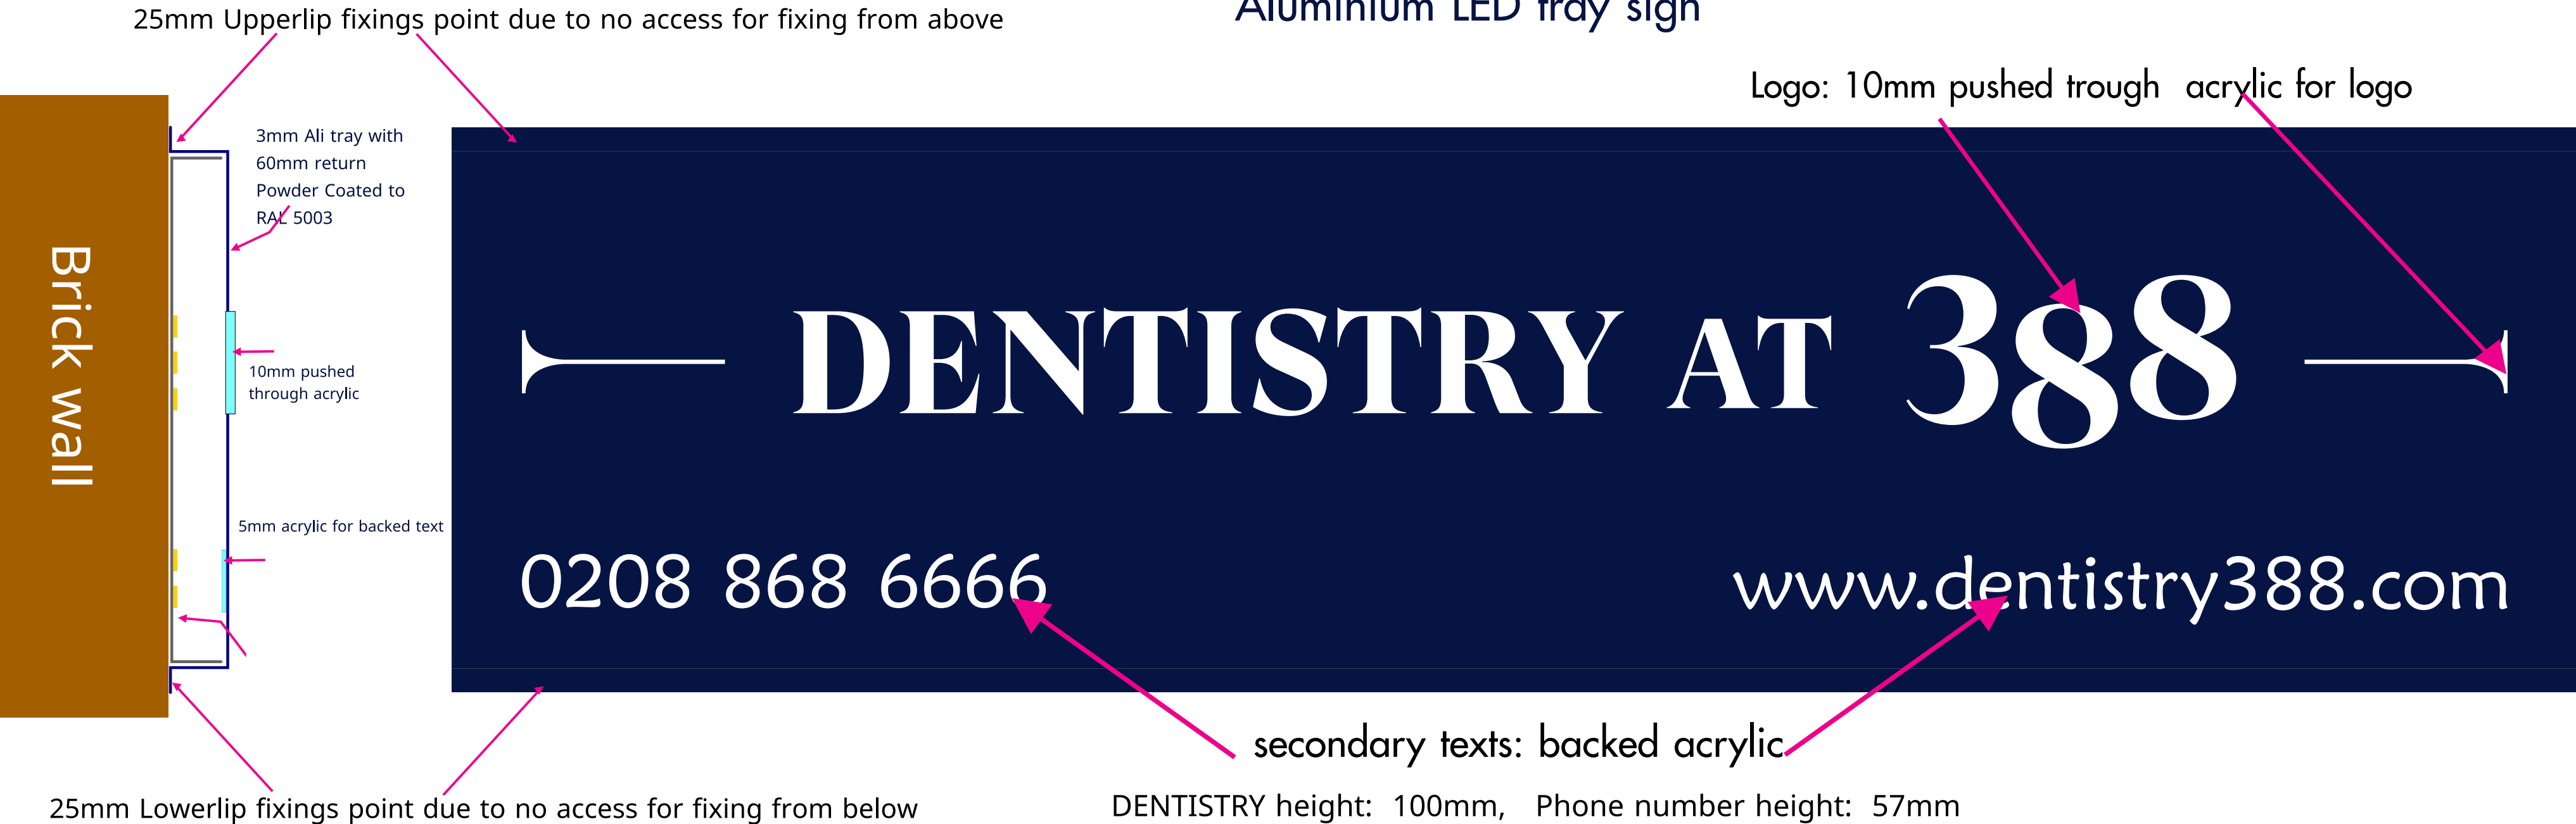 25mm Upperlip fixings point due to no access for fixing from above
Aluminium LED tray sign
Logo: 10mm pushed trough acrylic for logo
3mm Ali tray with
60mm return
Powder Coated to
RAL 5003
Brick wall
10mm pushed
through acrylic
5mm acrylic for backed text
DENTISTRY AT 388
0208 868 6666
www.dentistry388.com
secondary texts: backed acrylic
25mm Lowerlip fixings point due to no access for fixing from below
DENTISTRY height: 100mm, Phone number height: 57mm